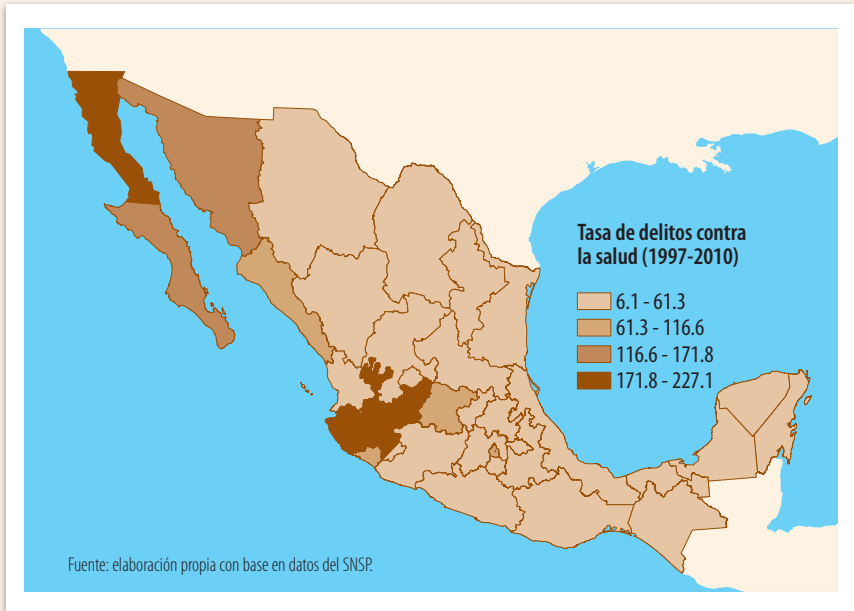 Tasa de delitos contra
la salud (1997-2010)
6.1 - 61.3
61.3 - 116.6
116.6 - 171.8
171.8 - 227.1
Fuente: elaboración propia con base en datos del SNSP.